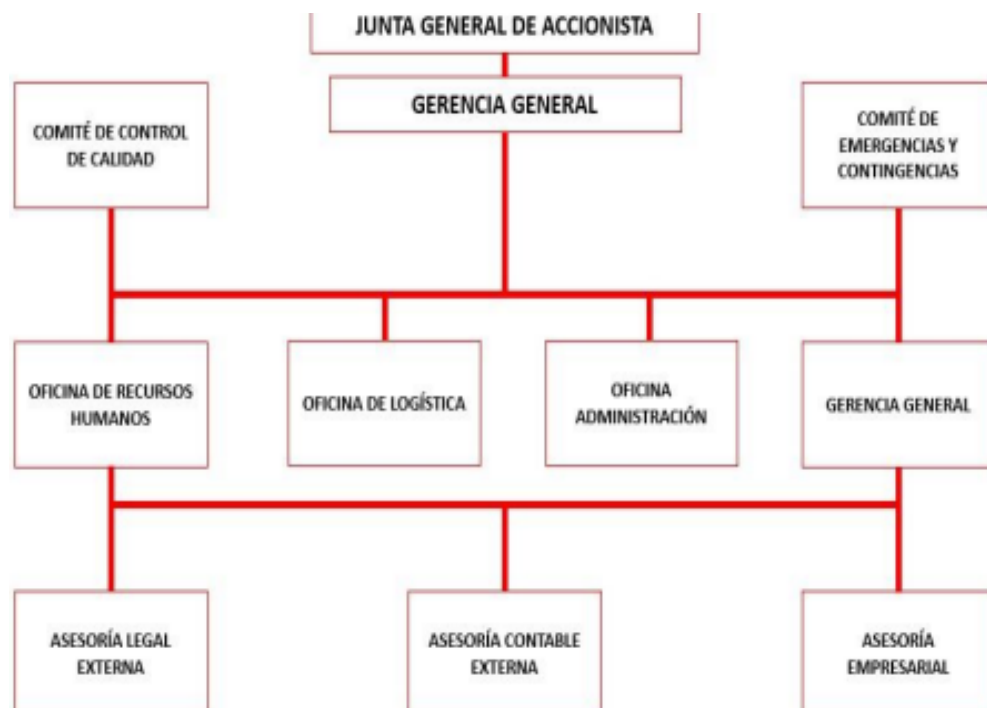 JUNTA GENERAL DE ACCIONISTA
GERENCIA GENERAL
COMITÉ DE CONTROL
DE CALIDAD
COMITÉ DE
EMERGENCIAS Y
CONTINGENCIAS
OFICINA DE RECURSOS
HUMANOS
OFICINA DE LOGÍSTICA
OFICINA
ADMINISTRACIÓN
GERENCIA GENERAL
ASESORÍA LEGAL
EXTERNA
ASESORÍA CONTABLE
EXTERNA
ASESORÍA
EMPRESARIAL